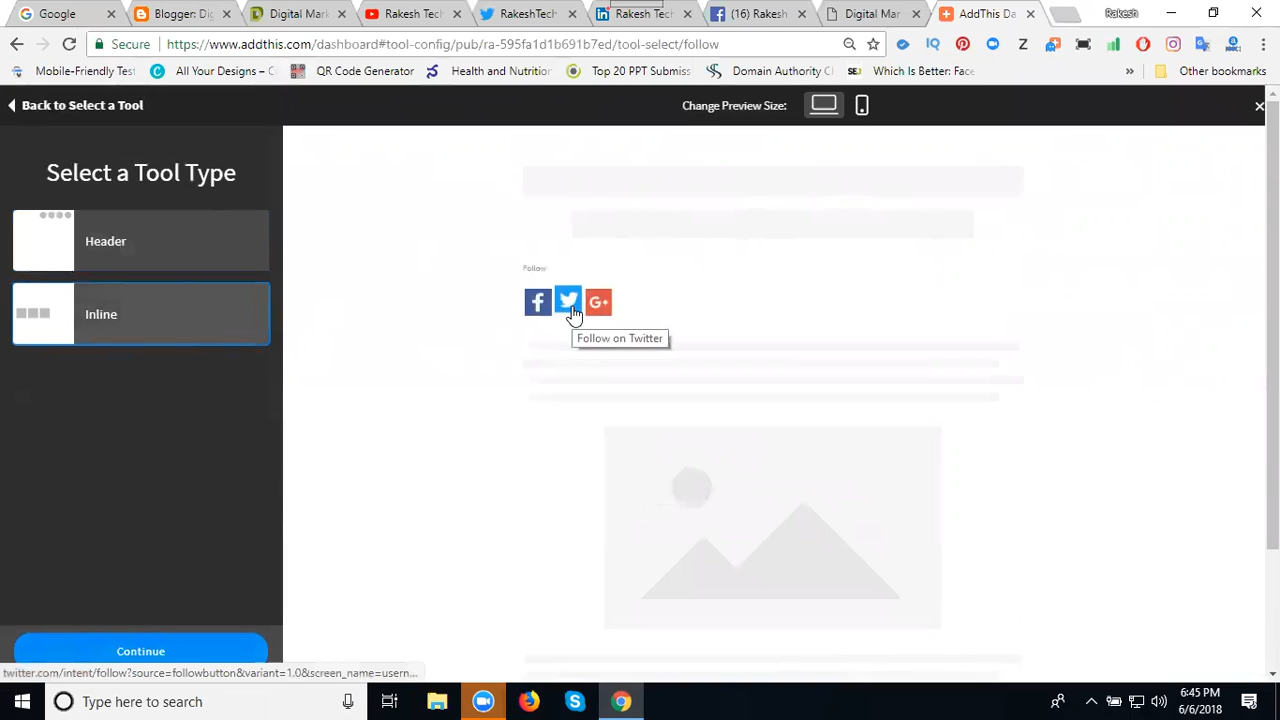 Google
Blogger: Di
Digital Mark
Rakesh Tech
RakeshTech
Rakesh Tech
(16) Rakesh
Digital Mar
AddThis Da
Rakesh
Secure
https://www.addthis.com/dashboard#tool-config/pub/ra-595fa1d1b691b7ed/tool-select/follow
Mobile-Friendly Test
All Your Designs – C
QR Code Generator
Health and Nutrition
Top 20 PPT Submiss
Domain Authority C
Which Is Better: Face
»
Other bookmarks
Back to Select a Tool
Change Preview Size:
Select a Tool Type
Header
Inline
Follow
Follow on Twitter
Continue
twitter.com/intent/follow?source=followbutton&variant=1.0&screen_name=usern...
Type here to search
6:45 PM
6/6/2018